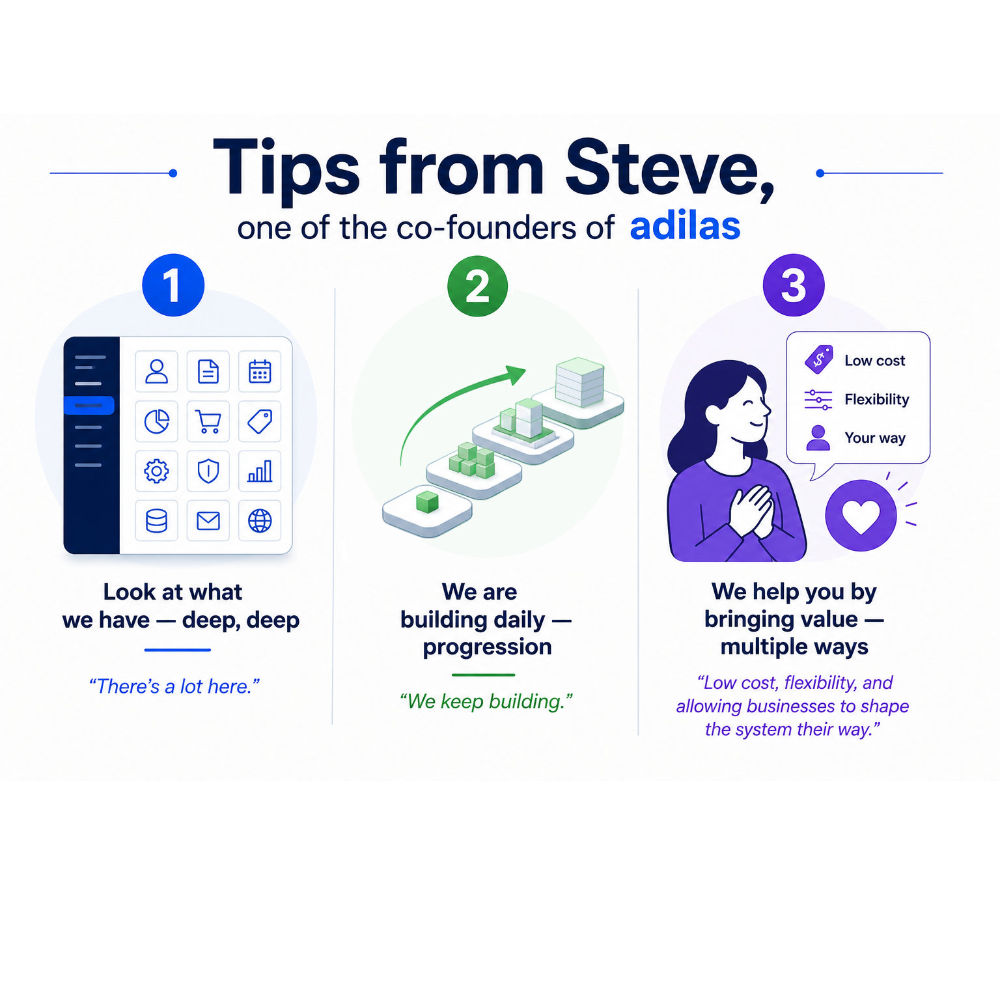 Tips from Steve,
one of the co-founders of adilas
1
Look at what
we have — deep, deep
“There’s a lot here.”
2
We are
building daily —
progression
“We keep building.”
3
$
Low cost
Flexibility
Your way
We help you by
bringing value —
multiple ways
“Low cost, flexibility, and
allowing businesses to shape
the system their way.”